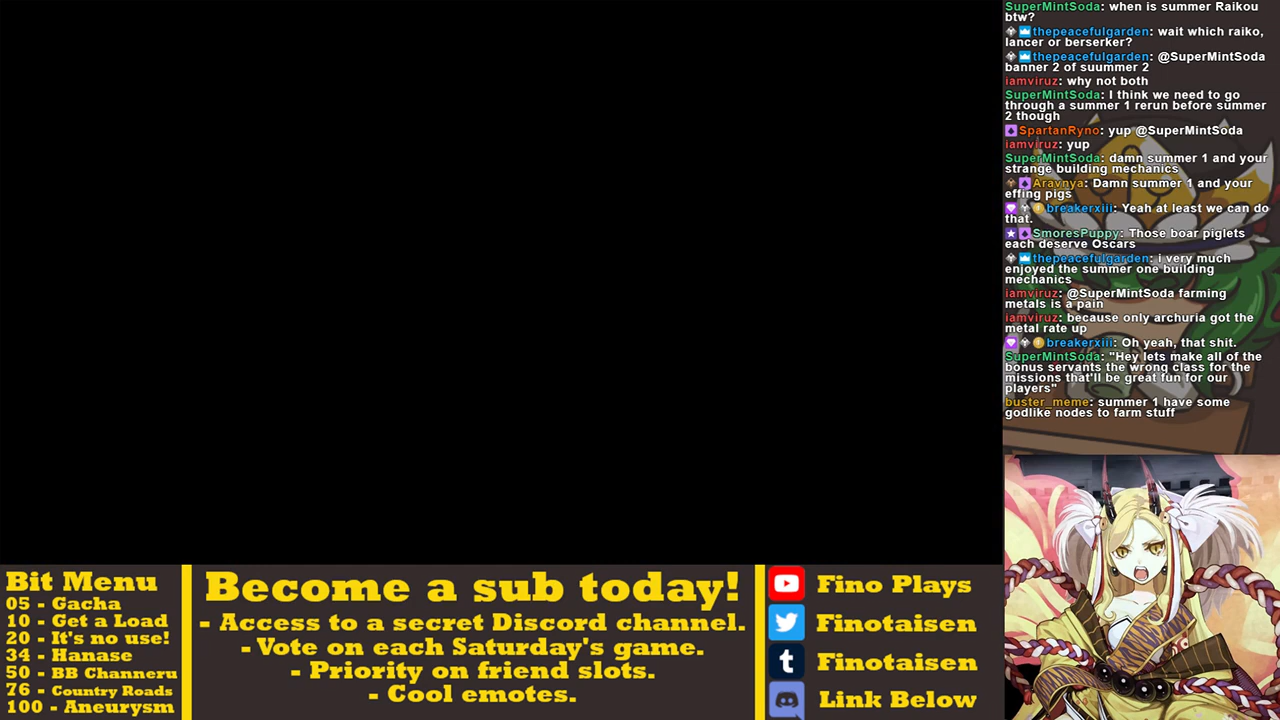 SuperMintSoda: when is summer Raikou
btw?
thepeacefulgarden: wait which raiko,
lancer or berserker?
thepeacefulgarden: @SuperMintSoda
banner 2 of suummer 2
iamviruz: why not both
SuperMintSoda: I think we need to go
through a summer 1 rerun before summer
2 though
SpartanRyno: yup @SuperMintSoda
iamviruz: yup
SuperMintSoda: damn summer 1 and your
strange building mechanics
Aravnya: Damn summer 1 and your
effing pigs
breakerxiii: Yeah at least we can do
that.
SmoresPuppy: Those boar piglets
each deserve Oscars
thepeacefulgarden: i very much
enjoyed the summer one building
mechanics
iamviruz: @SuperMintSoda farming
metals is a pain
iamviruz: because only archuria got the
metal rate up
breakerxiii: Oh yeah, that shit.
SuperMintSoda: "Hey lets make all of the
bonus servants the wrong class for the
missions that'll be great fun for our
players"
buster_meme: summer 1 have some
godlike nodes to farm stuff
Bit Menu
05 - Gacha
10 - Get a Load
20 - It's no use!
34 - Hanase
50 - BB Channeru
76 - Country Roads
100 - Aneurysm
Become a sub today!
- Access to a secret Discord channel.
- Vote on each Saturday's game.
- Priority on friend slots.
- Cool emotes.
Fino Plays
Finotaisen
Finotaisen
Link Below